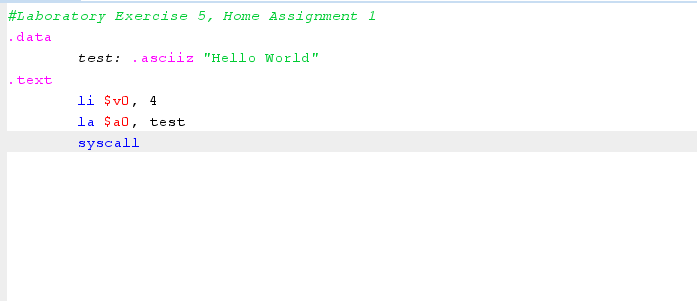 #Laboratory Exercise 5, Home Assignment 1
.data
test: .asciiz "Hello World"
.text
li $v0, 4
la $a0, test
syscall